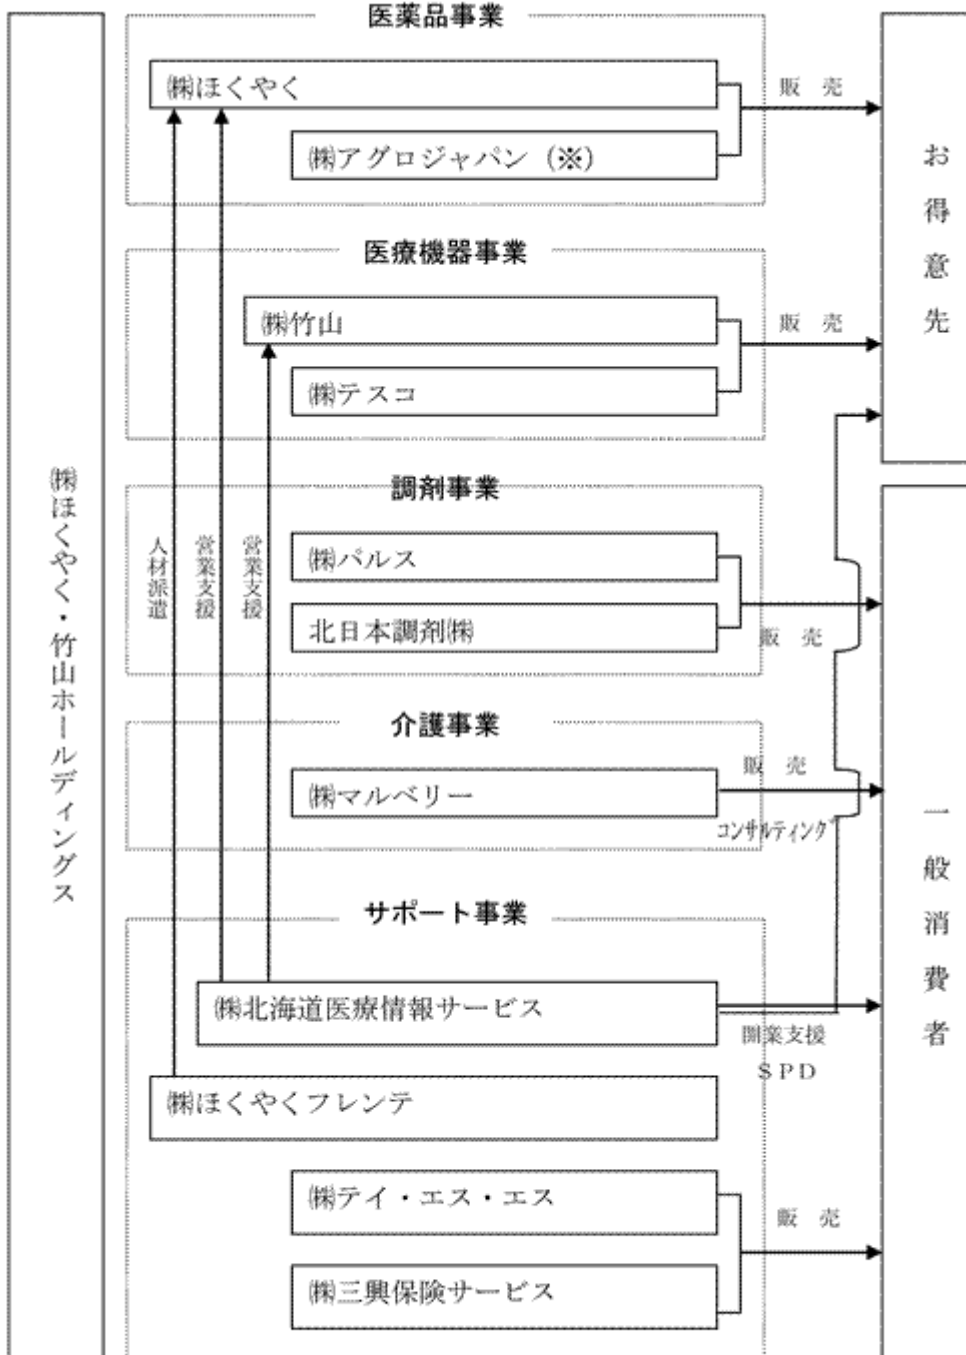 ㈱ほくやく・竹山ホールディングス
医薬品事業
㈱ほくやく
㈱アグロジャパン（※）
販　売
お得意先
医療機器事業
㈱竹山
㈱テスコ
販　売
人材派遣
営業支援
営業支援
調剤事業
㈱パルス
北日本調剤㈱
販　売
介護事業
㈱マルベリー
販　売
コンサルティング
一般消費者
サポート事業
㈱北海道医療情報サービス
開業支援
ＳＰＤ
㈱ほくやくフレンテ
㈱テイ・エス・エス
㈱三興保険サービス
販　売